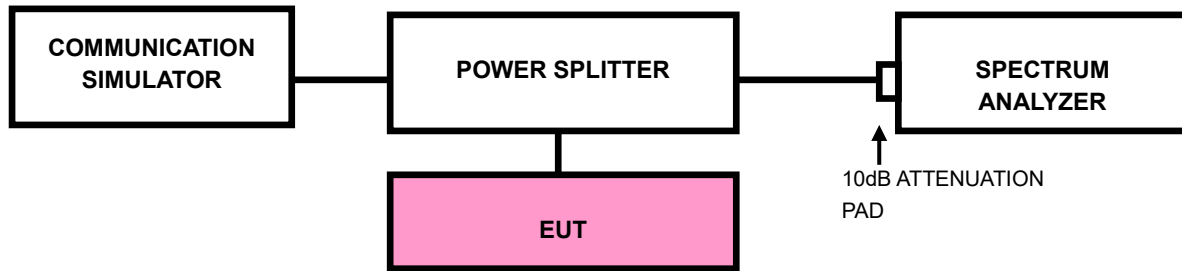 COMMUNICATION
SIMULATOR
POWER SPLITTER
SPECTRUM
ANALYZER
10dB ATTENUATION
PAD
EUT